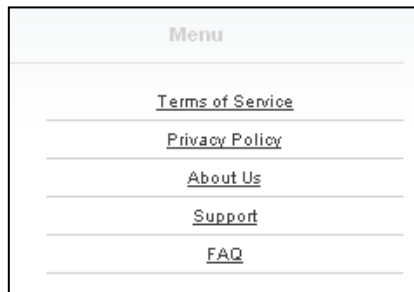 Menu
Terms of Service
Privacy Policy
About Us
Support
FAQ